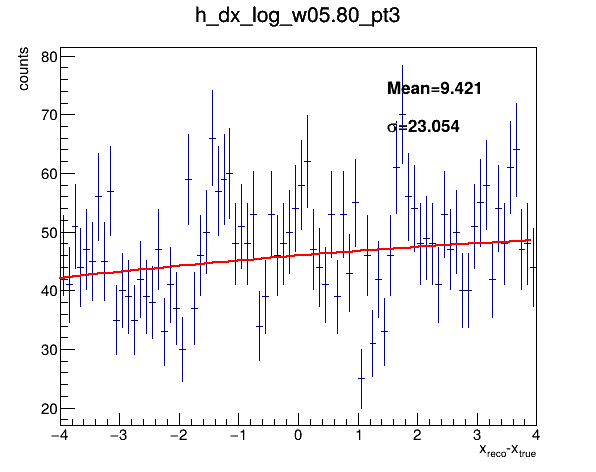 h_dx_log_w05.80_pt3
counts
80
70
60
50
40
30
20
Mean=9.421
σ=23.054
−4 −3 −2 −1 0 1 2 3 4
x_reco-x_true